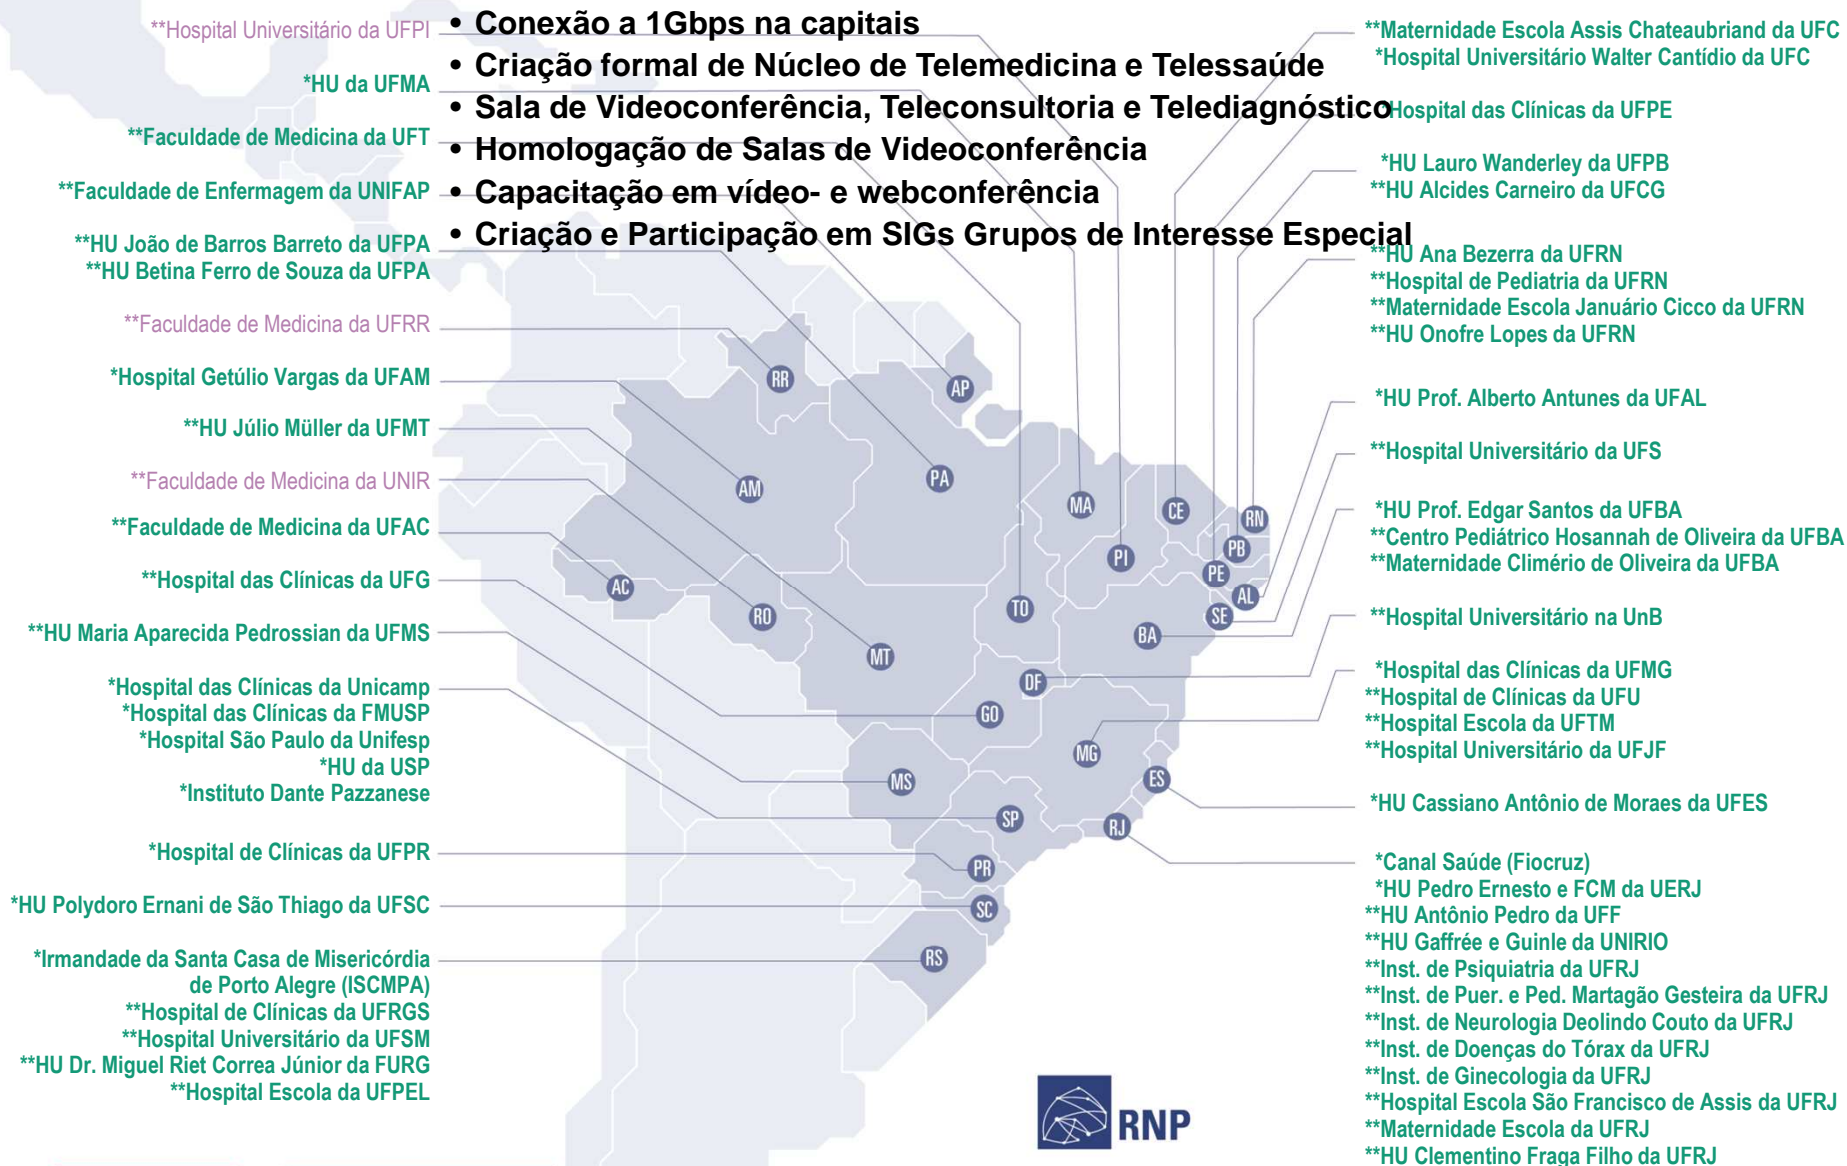 • Conexão a 1Gbps na capitais
• Criação formal de Núcleo de Telemedicina e Telessaúde
• Sala de Videoconferência, Teleconsultoria e Telediagnóstico
• Homologação de Salas de Videoconferência
• Capacitação em vídeo- e webconferência
• Criação e Participação em SIGs Grupos de Interesse Especial
**Hospital Universitário da UFPI
*HU da UFMA
**Faculdade de Medicina da UFT
**Faculdade de Enfermagem da UNIFAP
**HU João de Barros Barreto da UFPA
**HU Betina Ferro de Souza da UFPA
**Faculdade de Medicina da UFRR
*Hospital Getúlio Vargas da UFAM
**HU Júlio Müller da UFMT
**Faculdade de Medicina da UNIR
**Faculdade de Medicina da UFAC
**Hospital das Clínicas da UFG
**HU Maria Aparecida Pedrossian da UFMS
*Hospital das Clínicas da Unicamp
*Hospital das Clínicas da FMUSP
*Hospital São Paulo da Unifesp
*HU da USP
*Instituto Dante Pazzanese
*Hospital de Clínicas da UFPR
*HU Polydoro Ernani de São Thiago da UFSC
*Irmandade da Santa Casa de Misericórdia
de Porto Alegre (ISCMPA)
**Hospital de Clínicas da UFRGS
**Hospital Universitário da UFSM
**HU Dr. Miguel Riet Correa Júnior da FURG
**Hospital Escola da UFPEL
RR
AP
AM
PA
MA
CE
RN
PI
PB
PE
AL
SE
AC
RO
TO
BA
MT
DF
GO
MG
MS
ES
SP
RJ
PR
SC
RS
RNP
**Maternidade Escola Assis Chateaubriand da UFC
*Hospital Universitário Walter Cantídio da UFC
*Hospital das Clínicas da UFPE
*HU Lauro Wanderley da UFPB
**HU Alcides Carneiro da UFCG
**HU Ana Bezerra da UFRN
**Hospital de Pediatria da UFRN
**Maternidade Escola Januário Cicco da UFRN
**HU Onofre Lopes da UFRN
*HU Prof. Alberto Antunes da UFAL
**Hospital Universitário da UFS
*HU Prof. Edgar Santos da UFBA
**Centro Pediátrico Hosannah de Oliveira da UFBA
**Maternidade Climério de Oliveira da UFBA
**Hospital Universitário na UnB
*Hospital das Clínicas da UFMG
**Hospital de Clínicas da UFU
**Hospital Escola da UFTM
**Hospital Universitário da UFJF
*HU Cassiano Antônio de Moraes da UFES
*Canal Saúde (Fiocruz)
*HU Pedro Ernesto e FCM da UERJ
**HU Antônio Pedro da UFF
**HU Gaffrée e Guinle da UNIRIO
**Inst. de Psiquiatria da UFRJ
**Inst. de Puer. e Ped. Martagão Gesteira da UFRJ
**Inst. de Neurologia Deolindo Couto da UFRJ
**Inst. de Doenças do Tórax da UFRJ
**Inst. de Ginecologia da UFRJ
**Hospital Escola São Francisco de Assis da UFRJ
**Maternidade Escola da UFRJ
**HU Clementino Fraga Filho da UFRJ